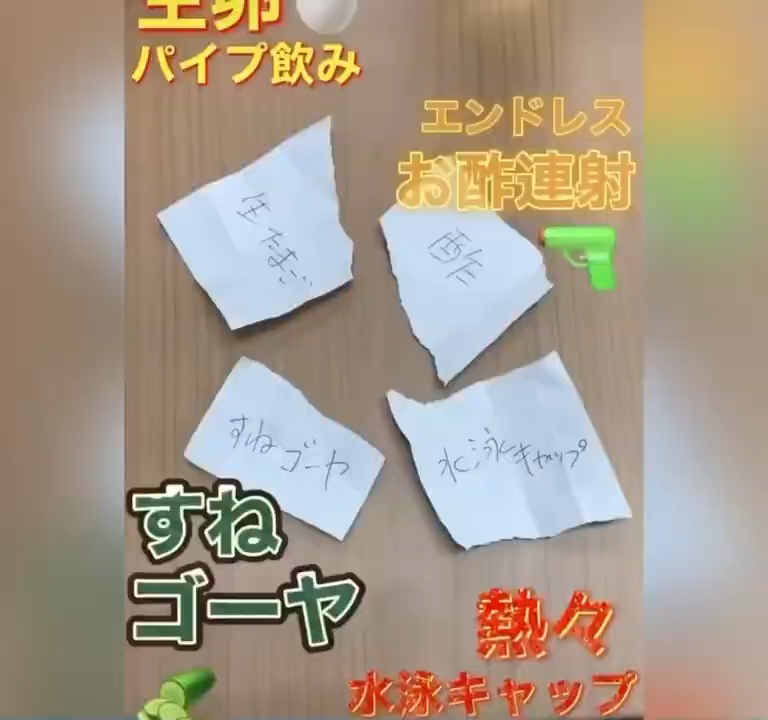 生卵
パイプ飲み
エンドレス
お酢連射
生たまご
酢
すねゴーヤ
水泳キャップ
すね
ゴーヤ
熱々
水泳キャップ